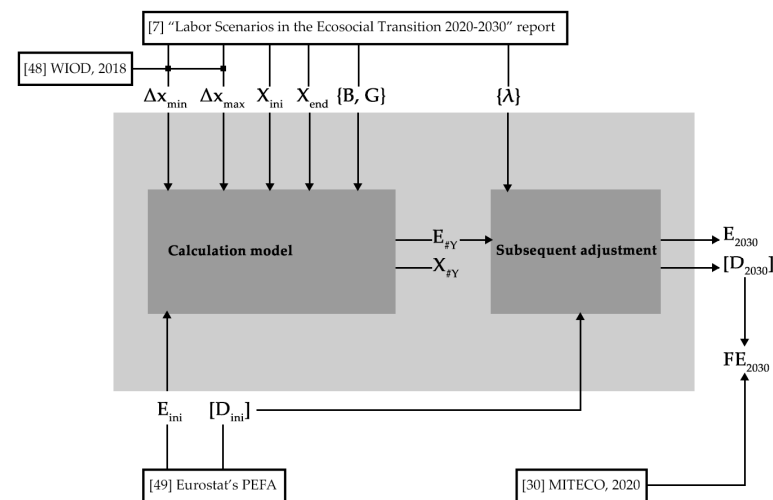 [7] “Labor Scenarios in the Ecosocial Transition 2020-2030” report
[48] WIOD, 2018
Δx_min Δx_max X_ini X_end {B, G} {λ}
Calculation model
E_#Y
X_#Y
Subsequent adjustment
E_2030
[D_2030]
FE_2030
E_ini [D_ini]
[49] Eurostat’s PEFA
[30] MITECO, 2020